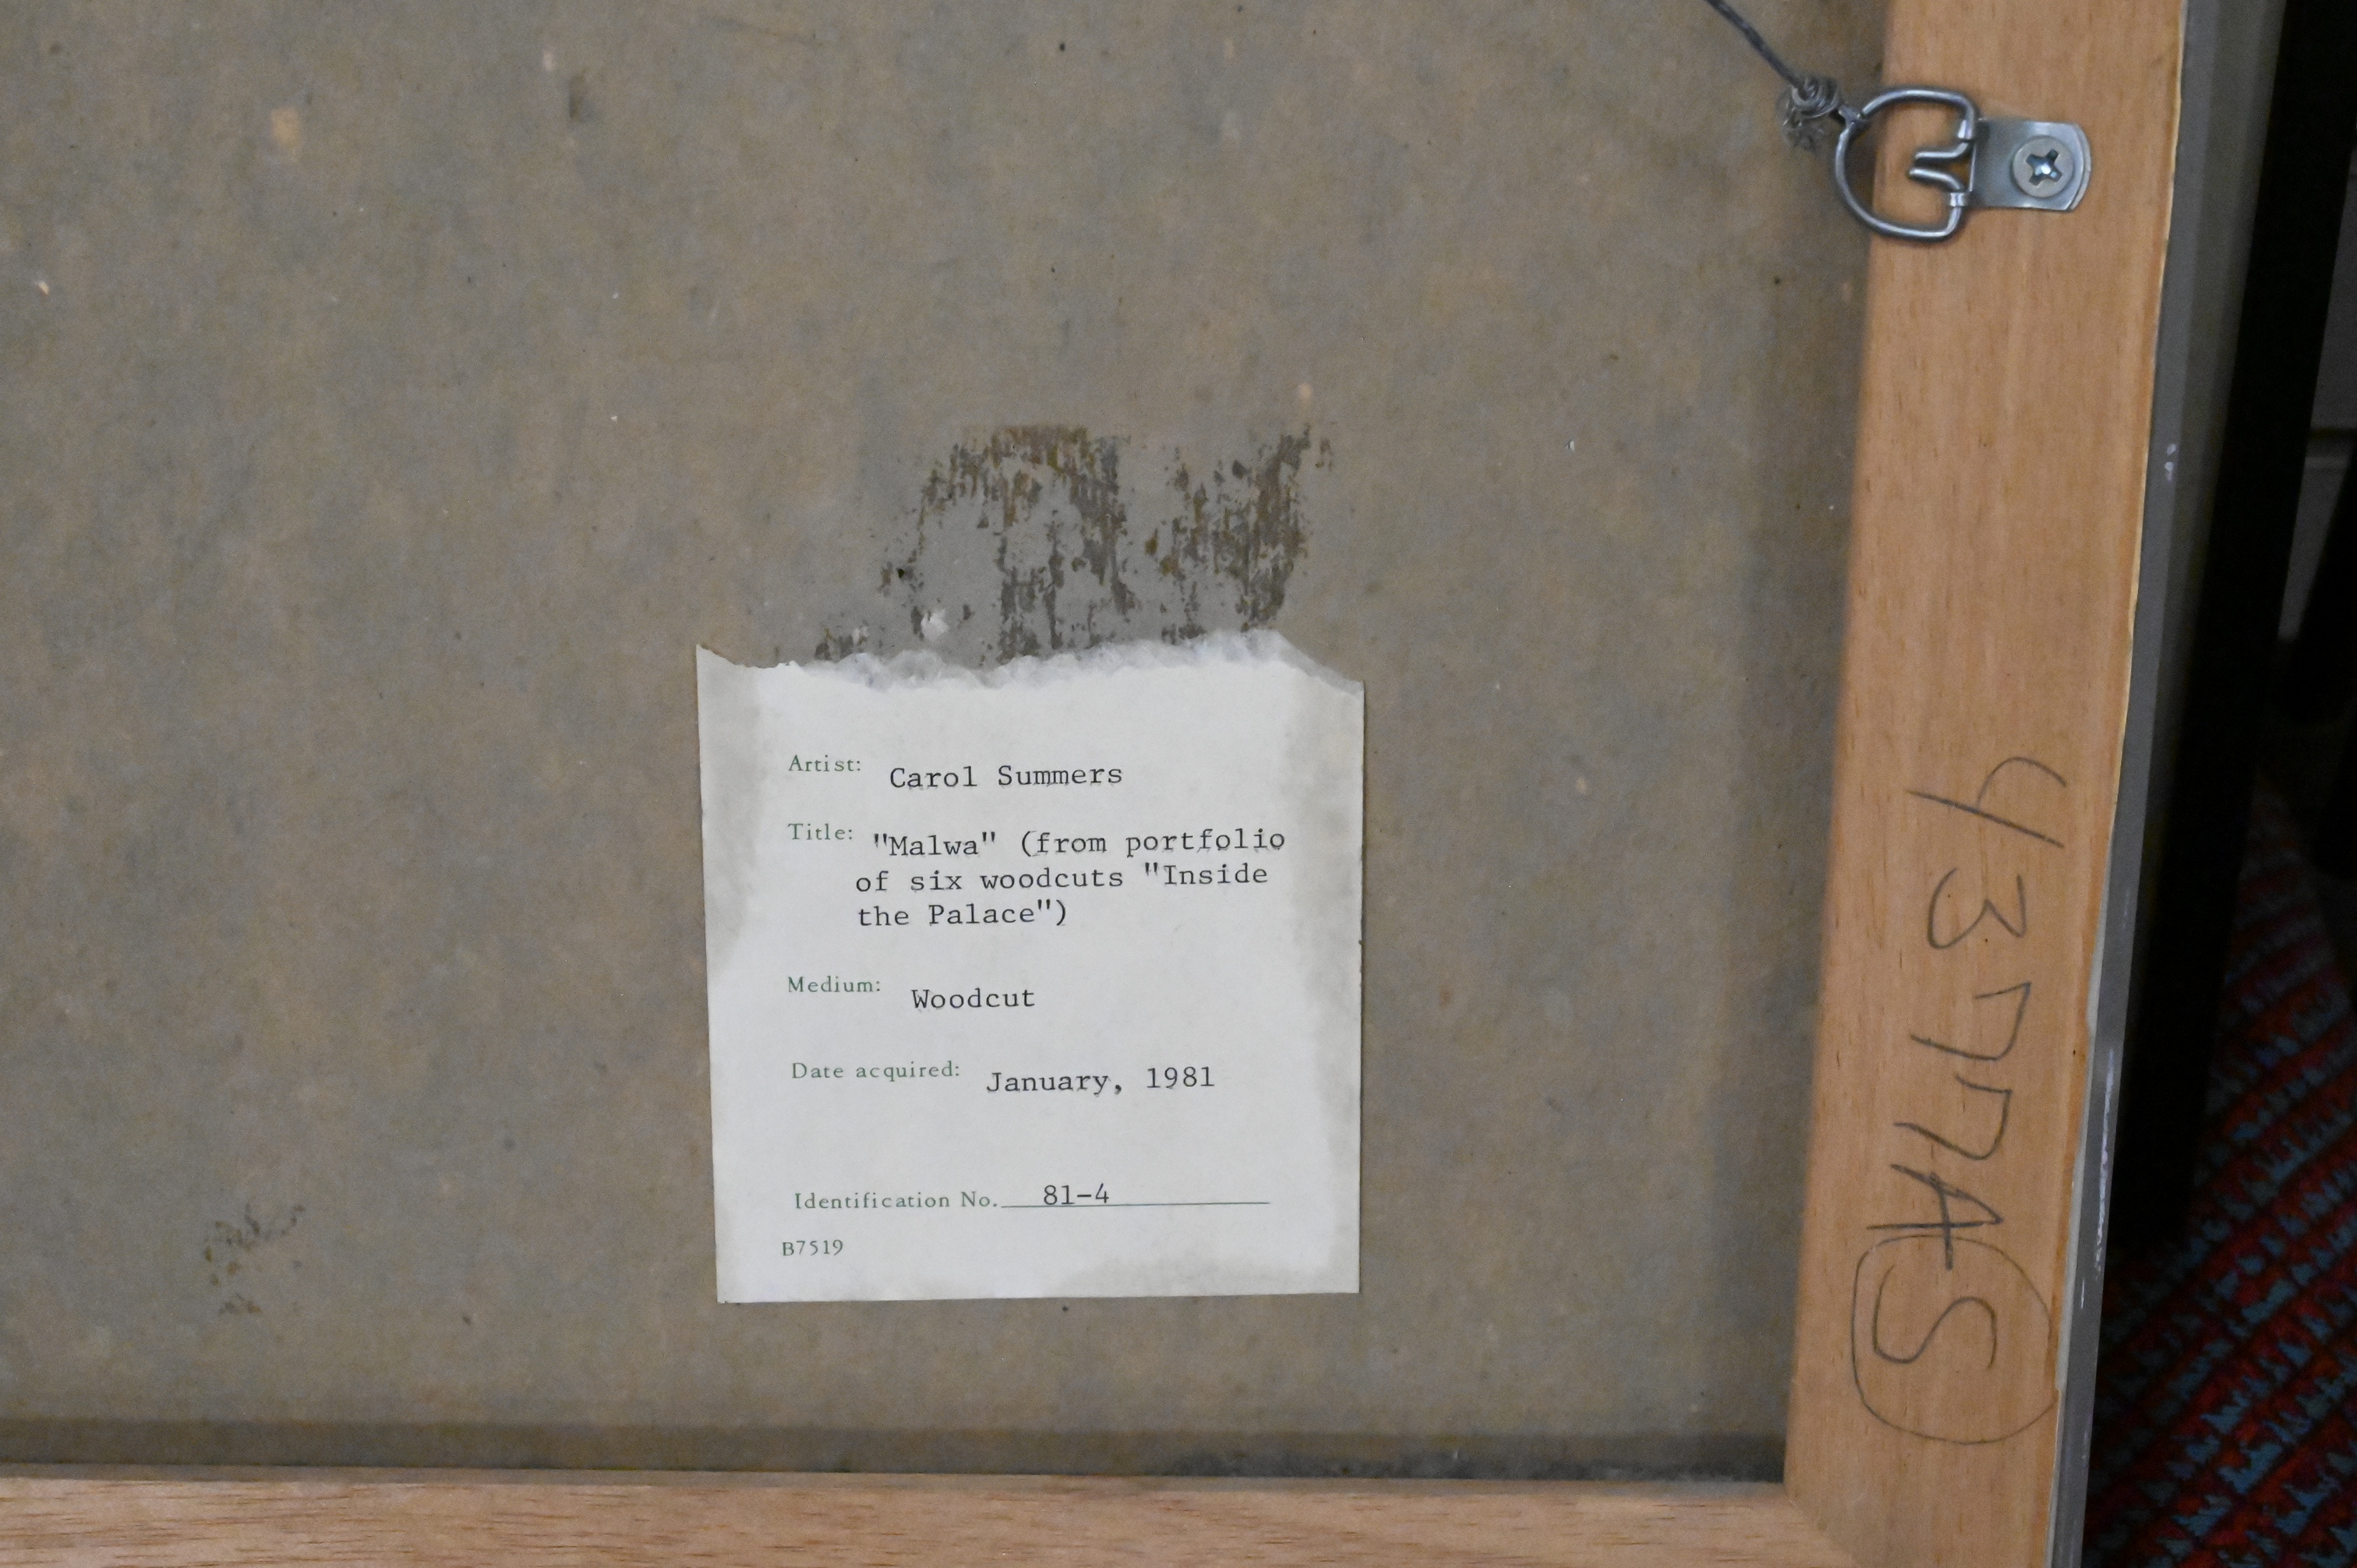 Artist: Carol Summers
Title: "Malwa" (from portfolio
of six woodcuts "Inside
the Palace")
Medium: Woodcut
Date acquired: January, 1981
Identification No. 81-4
B7519
4377A S